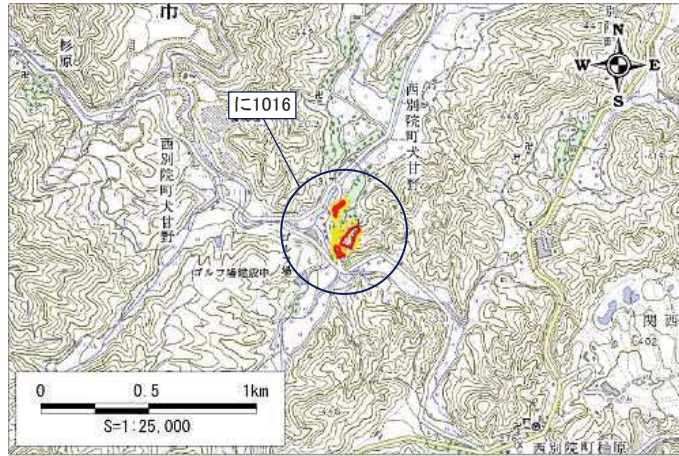 市
杉原
西別院町犬甘野
に1016
西別院町犬甘野
N
W E
S
ゴルフ場建設中
関西
402
西別院町柚原
0 0.5 1km
S=1:25,000